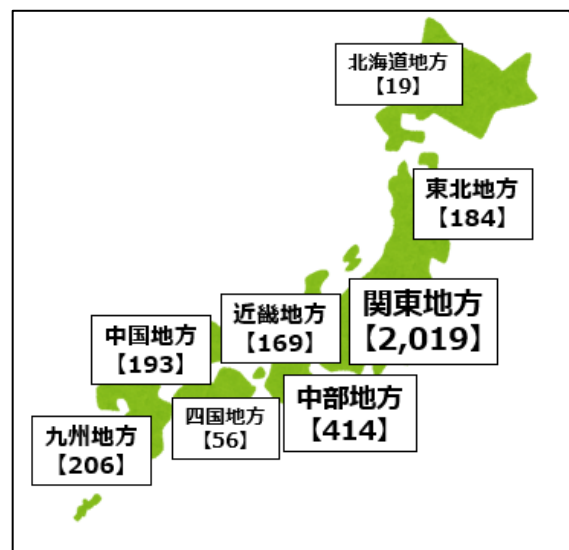 北海道地方
【19】
東北地方
【184】
関東地方
【2,019】
近畿地方
【169】
中国地方
【193】
中部地方
【414】
四国地方
【56】
九州地方
【206】